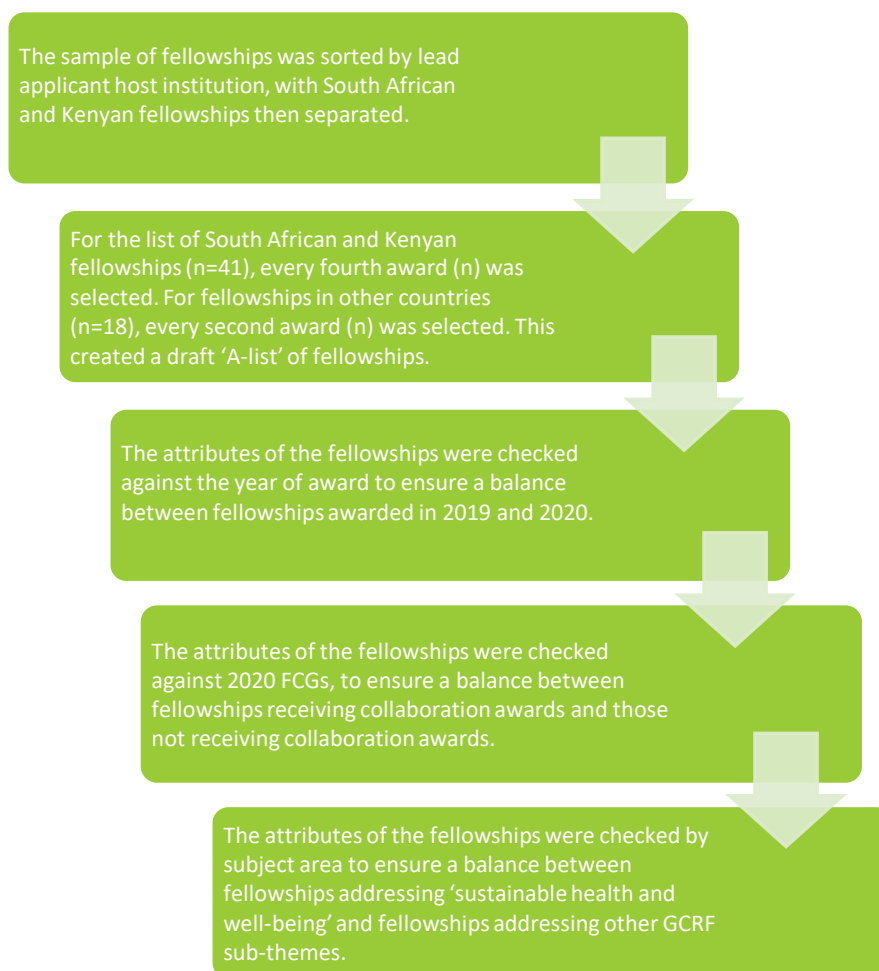 The sample of fellowships was sorted by lead
applicant host institution, with South African
and Kenyan fellowships then separated.
For the list of South African and Kenyan
fellowships (n=41), every fourth award (n) was
selected. For fellowships in other countries
(n=18), every second award (n) was selected. This
created a draft ‘A-list’ of fellowships.
The attributes of the fellowships were checked
against the year of award to ensure a balance
between fellowships awarded in 2019 and 2020.
The attributes of the fellowships were checked
against 2020 FCGs, to ensure a balance between
fellowships receiving collaboration awards and those
not receiving collaboration awards.
The attributes of the fellowships were checked by
subject area to ensure a balance between
fellowships addressing ‘sustainable health and
well-being’ and fellowships addressing other GCRF
sub-themes.